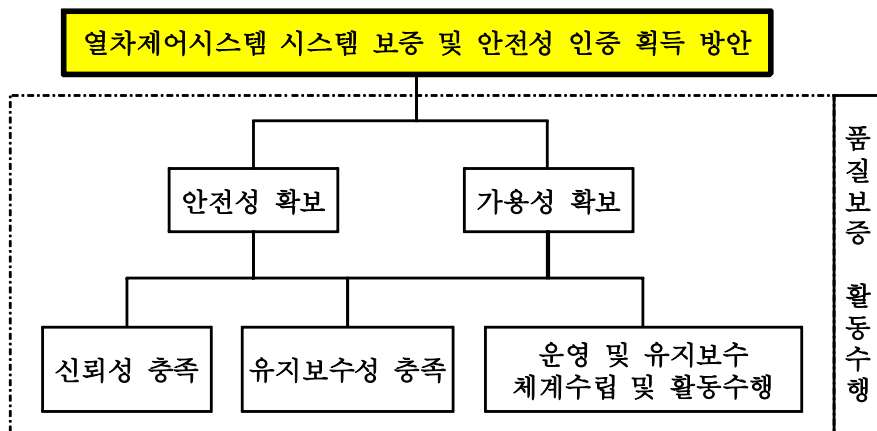 열차제어시스템 시스템 보증 및 안전성 인증 획득 방안
안전성 확보
가용성 확보
신뢰성 충족
유지보수성 충족
운영 및 유지보수
체계수립 및 활동수행
품질보증 활동수행